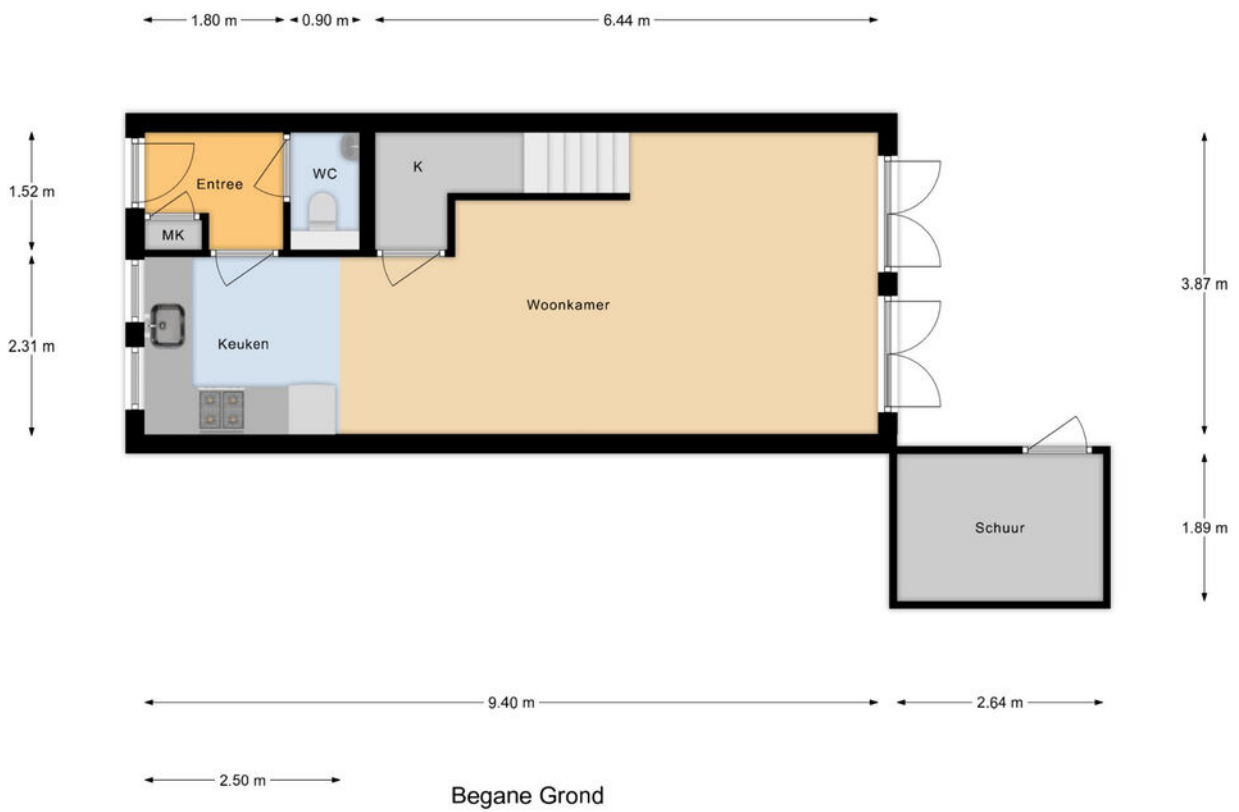 1.80 m
0.90 m
6.44 m
1.52 m
K
WC
Entree
MK
3.87 m
Woonkamer
2.31 m
Keuken
Schuur
1.89 m
9.40 m
2.64 m
2.50 m
Begane Grond